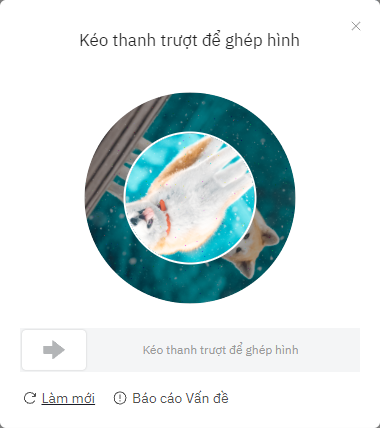 Kéo thanh trượt để ghép hình
Kéo thanh trượt để ghép hình
Làm mới
Báo cáo Vấn đề